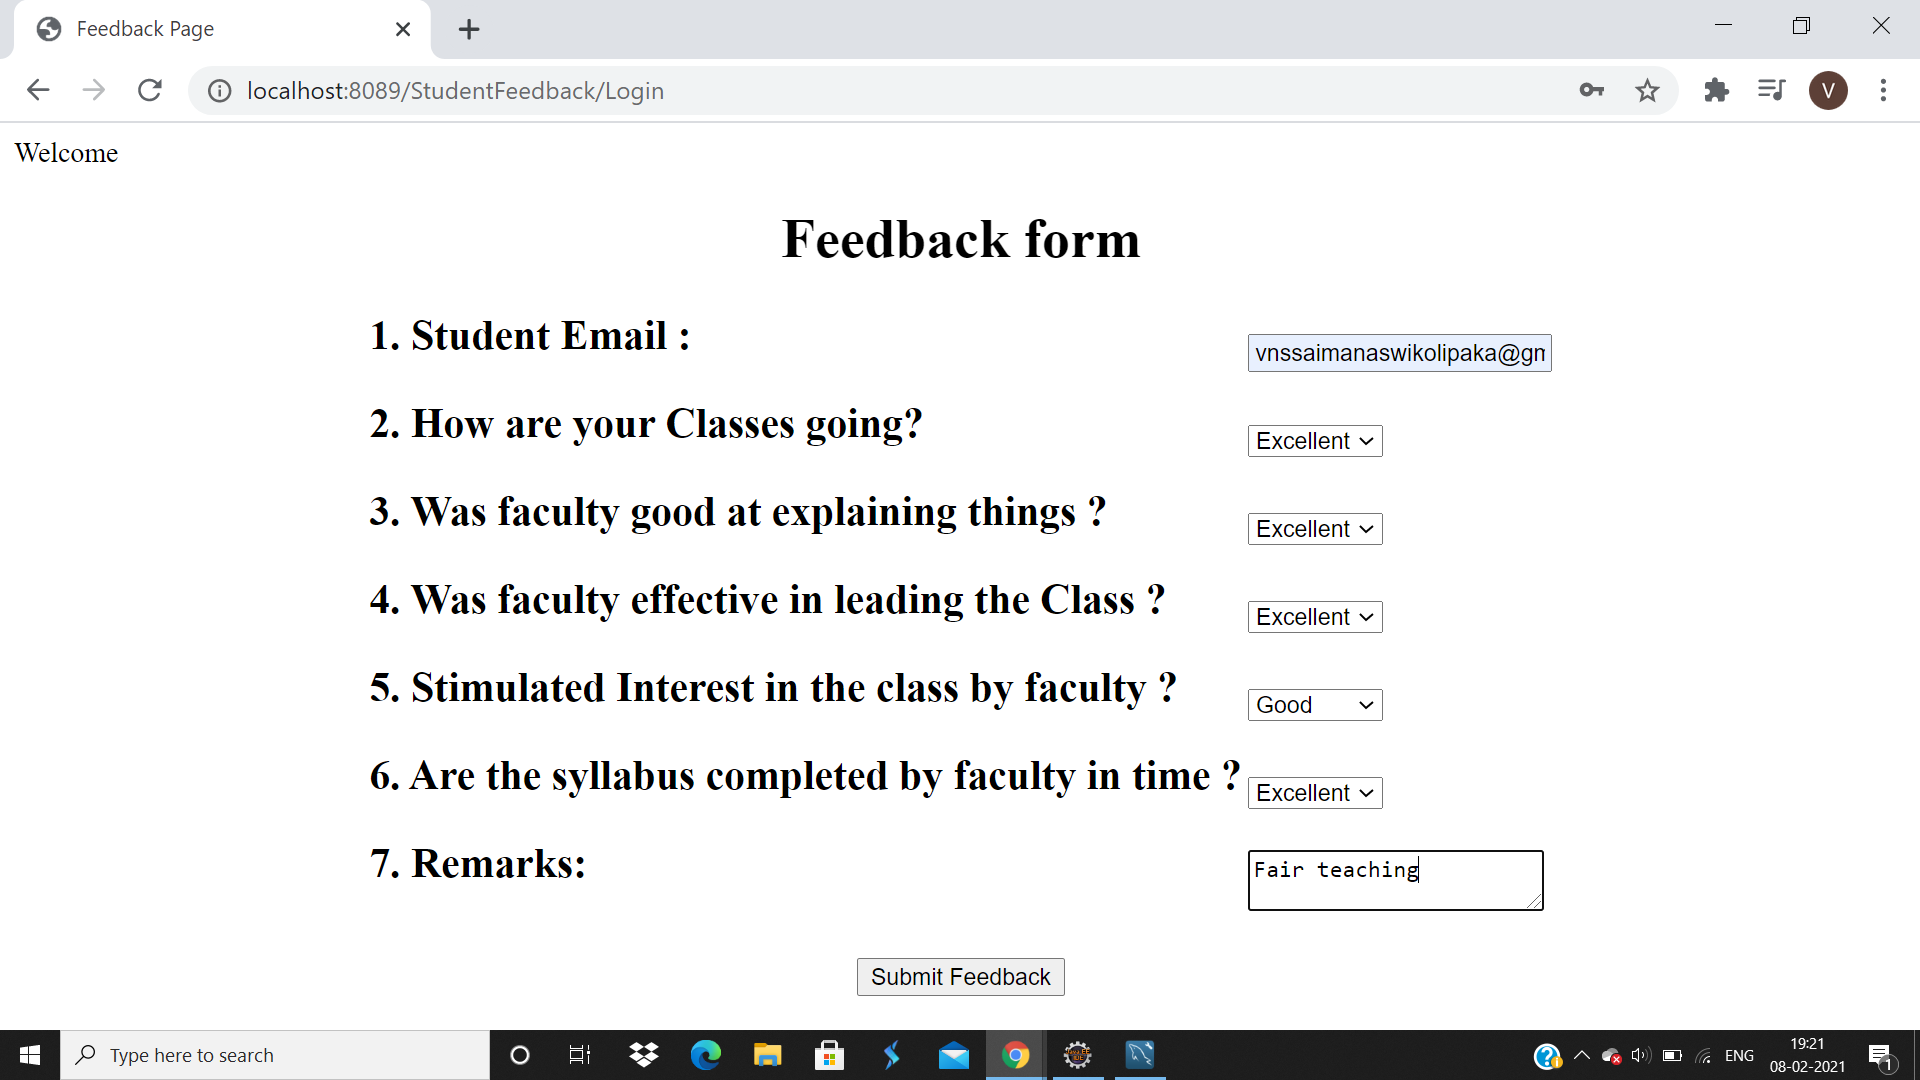 Feedback Page
localhost:8089/StudentFeedback/Login
V
Welcome
Feedback form
1. Student Email :
vnssaimanaswikolipaka@gm
2. How are your Classes going?
Excellent
3. Was faculty good at explaining things ?
Excellent
4. Was faculty effective in leading the Class ?
Excellent
5. Stimulated Interest in the class by faculty ?
Good
6. Are the syllabus completed by faculty in time ?
Excellent
7. Remarks:
Fair teaching
Submit Feedback
Type here to search
ENG
19:21
08-02-2021
1